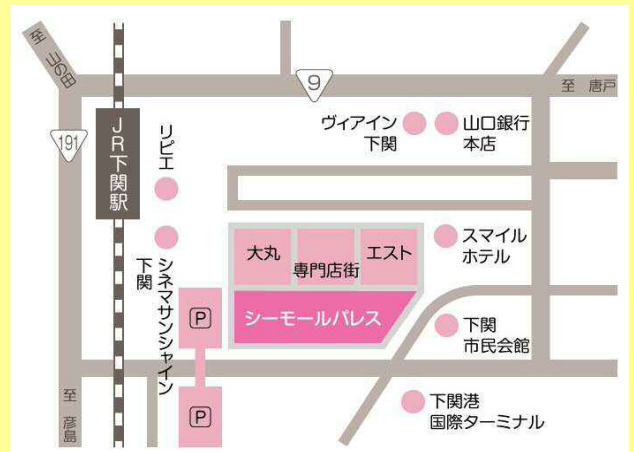 至 山の田
9
至 唐戸
191
JR下関駅
リピエ
ヴィアイン
下関
山口銀行
本店
大丸
専門店街
エスト
スマイル
ホテル
シネマサンシャイン
下関
シーモールパレス
P
下関
市民会館
P
下関港
国際ターミナル
至 彦島